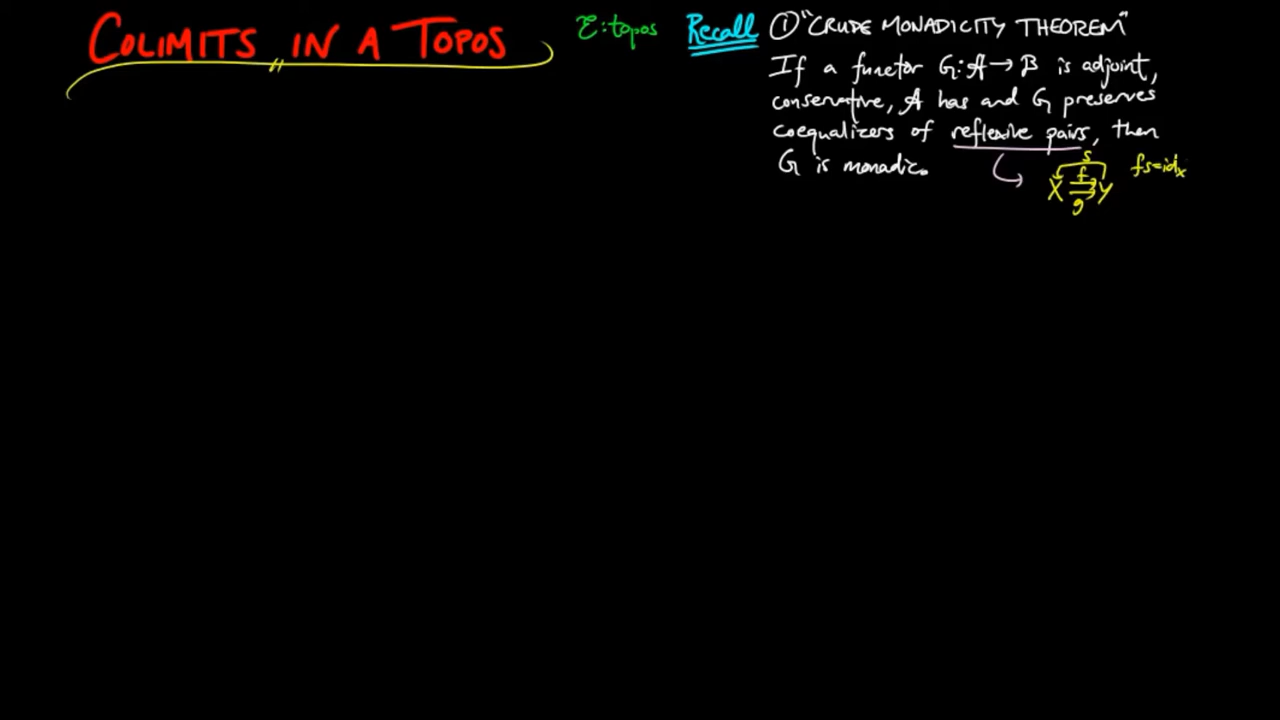 COLIMITS IN A TOPOS
ℰ: topos
Recall ① "CRUDE MONADICITY THEOREM"
If a functor G: 𝒜 → ℬ is adjoint,
conservative, 𝒜 has and G preserves
coequalizers of reflexive pairs, then
G is monadic.
s
f
X ⇉ Y
g
fs=id_x